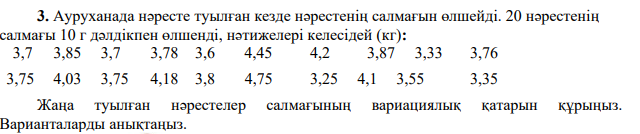 3. Ауруханада нәресте туылған кезде нәрестенің салмағын өлшейді. 20 нәрестенің
салмағы 10 г дәлдікпен өлшенді, нәтижелері келесідей (кг):
3,7 3,85 3,7 3,78 3,6 4,45 4,2 3,87 3,33 3,76
3,75 4,03 3,75 4,18 3,8 4,75 3,25 4,1 3,55 3,35
Жаңа туылған нәрестелер салмағының вариациялық қатарын құрыңыз.
Варианталарды анықтаңыз.